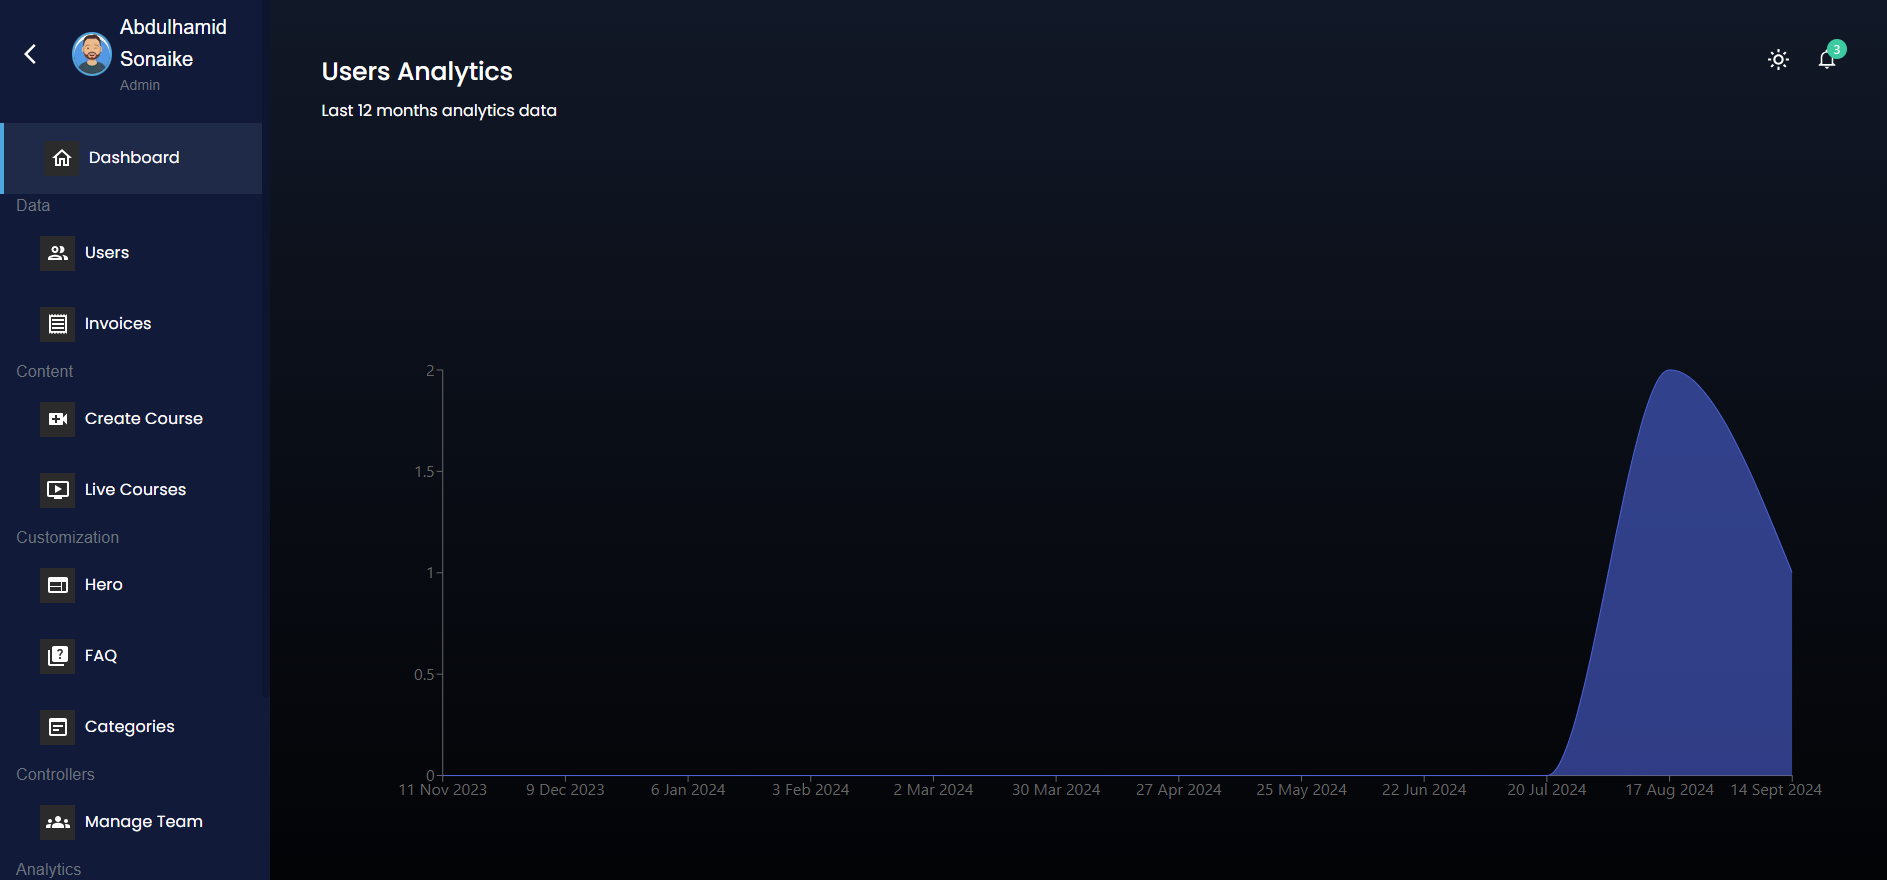 Abdulhamid
Sonaike
Admin
Dashboard
Data
Users
Invoices
Content
Create Course
Live Courses
Customization
Hero
FAQ
Categories
Controllers
Manage Team
Analytics
Users Analytics
Last 12 months analytics data
3
2
1.5
1
0.5
0
11 Nov 2023 9 Dec 2023 6 Jan 2024 3 Feb 2024 2 Mar 2024 30 Mar 2024 27 Apr 2024 25 May 2024 22 Jun 2024 20 Jul 2024 17 Aug 2024 14 Sept 2024